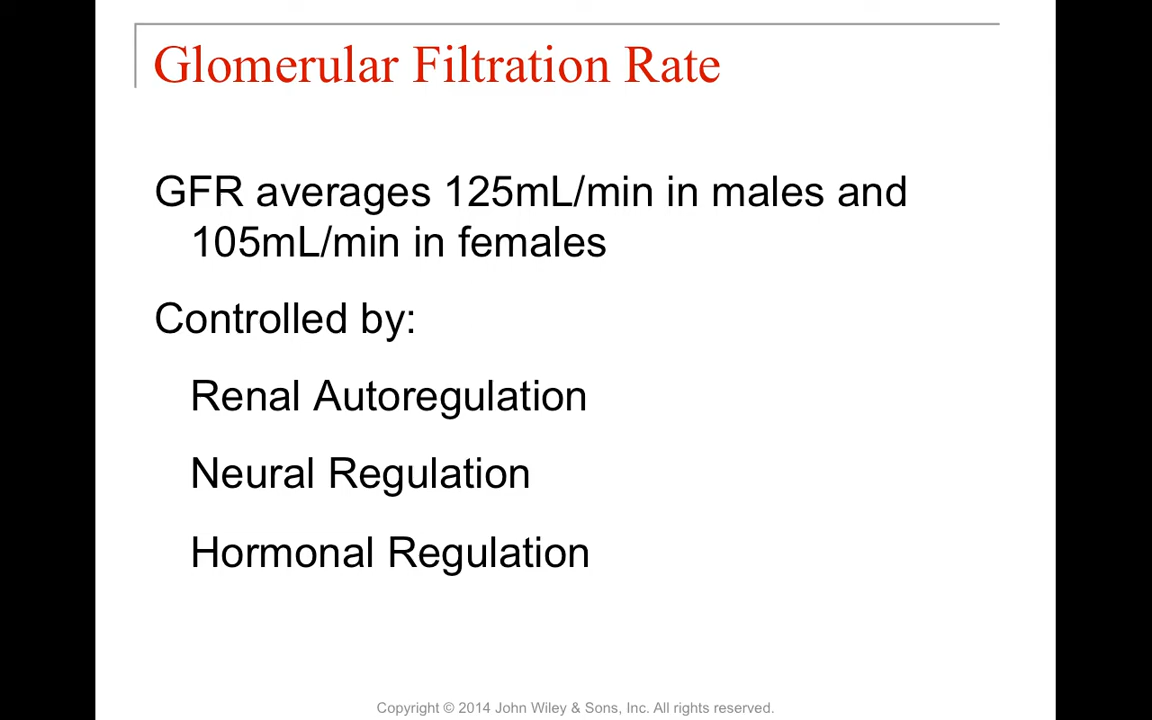 Glomerular Filtration Rate
GFR averages 125mL/min in males and
105mL/min in females
Controlled by:
Renal Autoregulation
Neural Regulation
Hormonal Regulation
Copyright © 2014 John Wiley & Sons, Inc. All rights reserved.